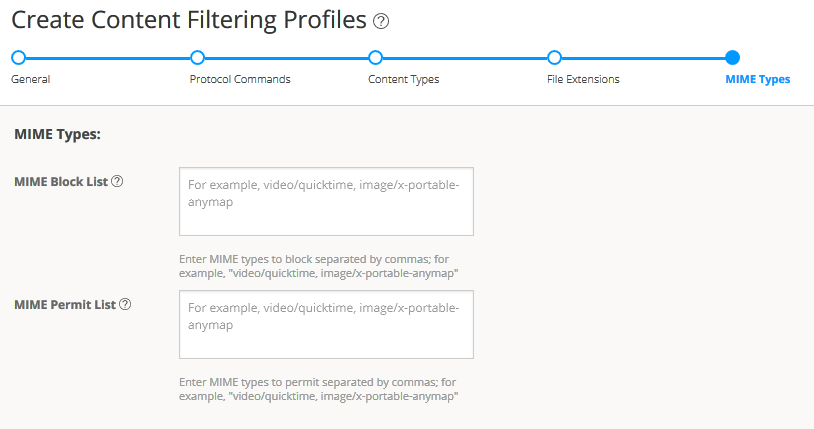 Create Content Filtering Profiles ?
General
Protocol Commands
Content Types
File Extensions
MIME Types
MIME Types:
MIME Block List ?
For example, video/quicktime, image/x-portable-
anymap
Enter MIME types to block separated by commas; for
example, "video/quicktime, image/x-portable-anymap"
MIME Permit List ?
For example, video/quicktime, image/x-portable-
anymap
Enter MIME types to permit separated by commas; for
example, "video/quicktime, image/x-portable-anymap"